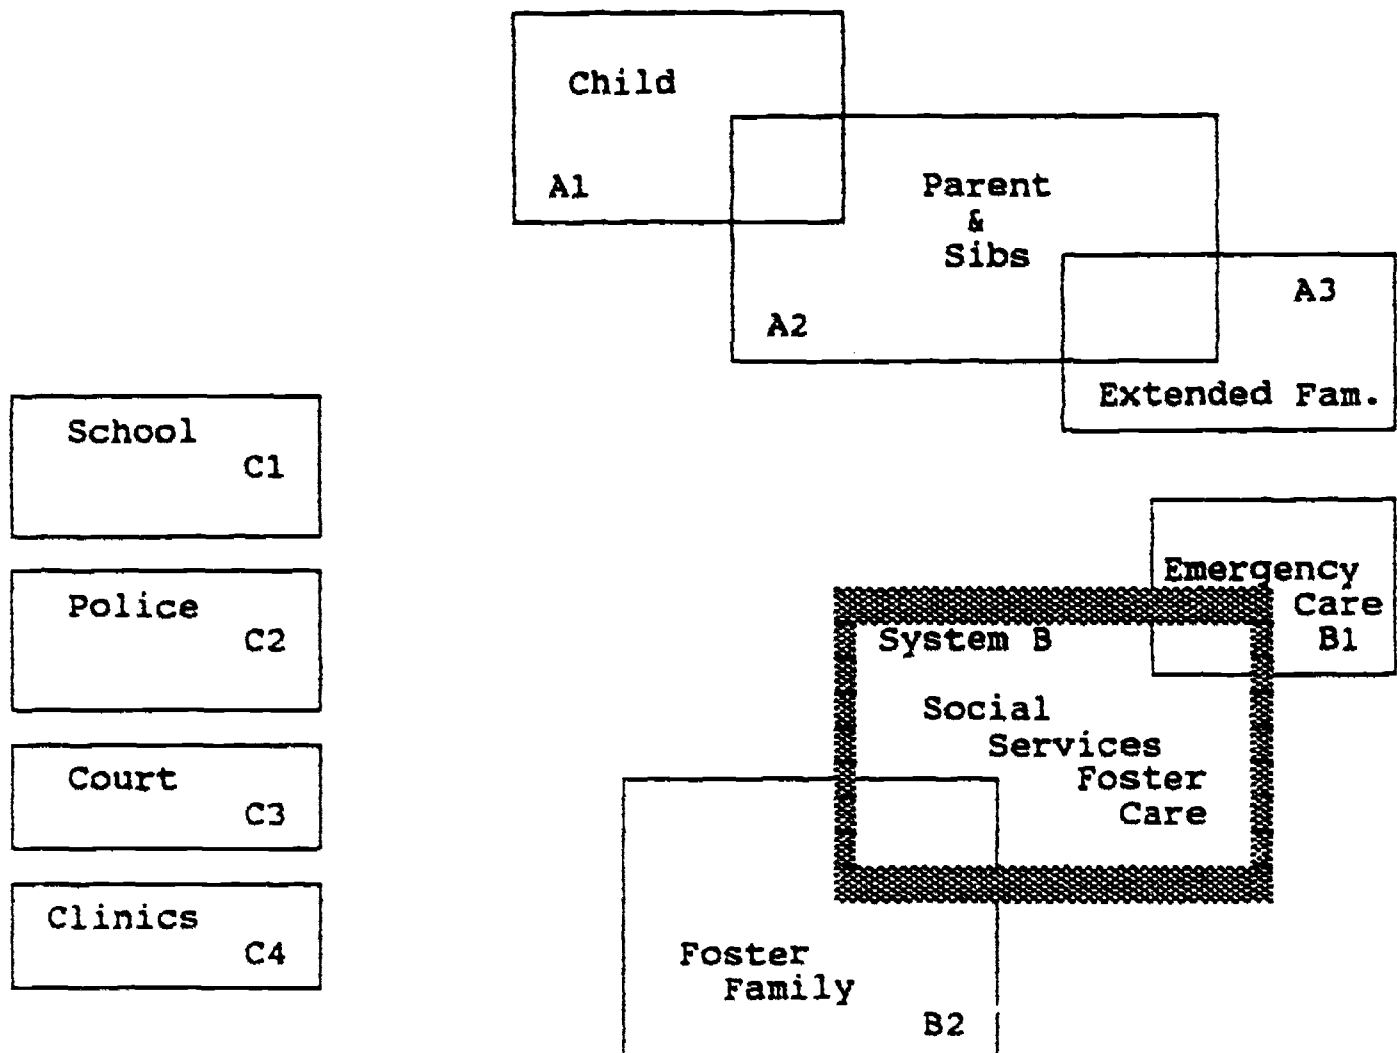 Child
A1
Parent
&
Sibs
A2
A3
Extended Fam.
School
C1
Police
C2
Court
C3
Clinics
C4
Emergency
Care
B1
System B
Social
Services
Foster
Care
Foster
Family
B2